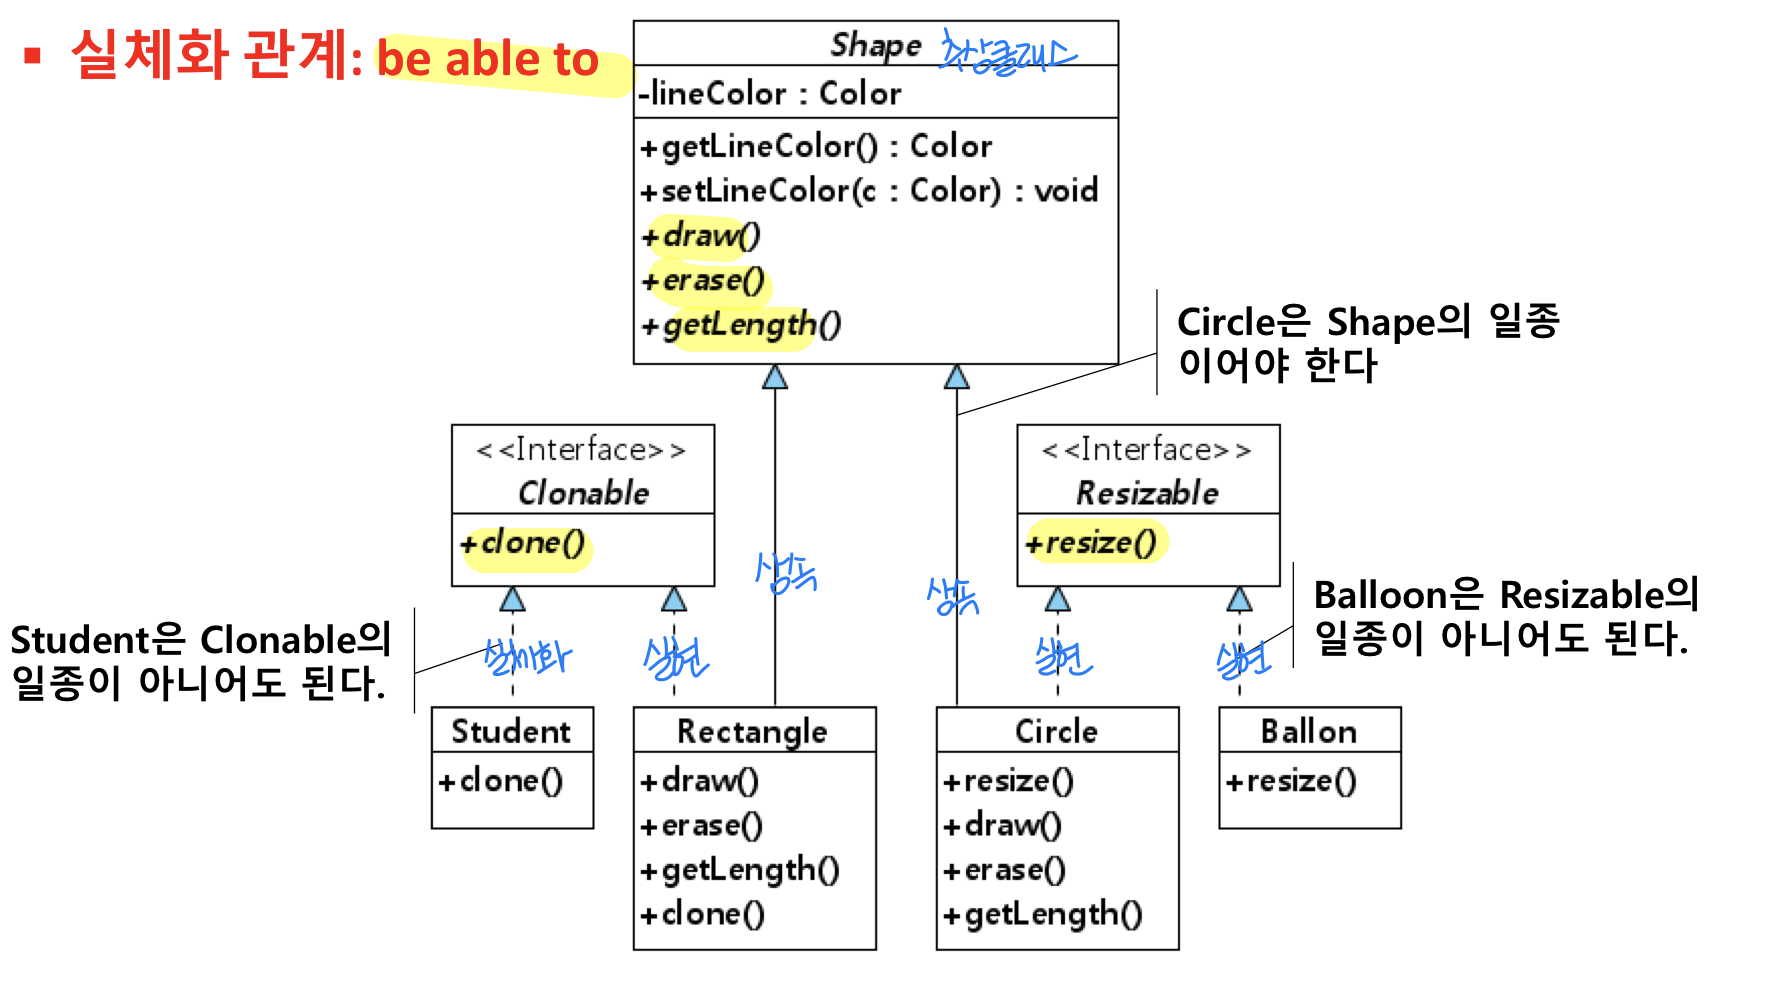 ▪ 실체화 관계: be able to
Shape 추상클래스
-lineColor : Color
+getLineColor() : Color
+setLineColor(c : Color) : void
+draw()
+erase()
+getLength()
Circle은 Shape의 일종
이어야 한다
<<Interface>>
Clonable
+clone()
<<Interface>>
Resizable
+resize()
상속
상속
Student은 Clonable의
일종이 아니어도 된다.
Balloon은 Resizable의
일종이 아니어도 된다.
실체화
실현
실현
실현
Student
+clone()
Rectangle
+draw()
+erase()
+getLength()
+clone()
Circle
+resize()
+draw()
+erase()
+getLength()
Ballon
+resize()